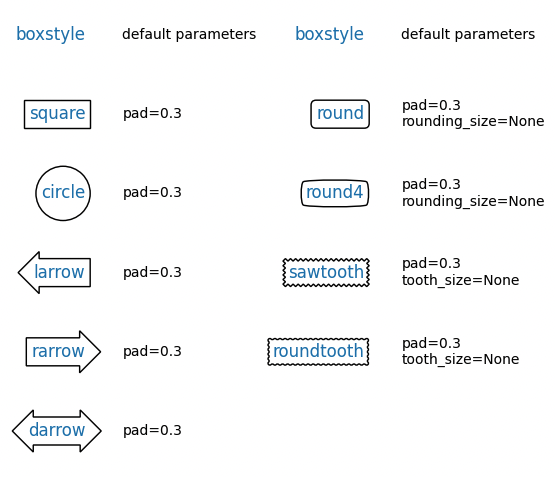 boxstyle default parameters boxstyle default parameters
square pad=0.3
circle pad=0.3
larrow pad=0.3
rarrow pad=0.3
darrow pad=0.3
round pad=0.3
rounding_size=None
round4 pad=0.3
rounding_size=None
sawtooth pad=0.3
tooth_size=None
roundtooth pad=0.3
tooth_size=None